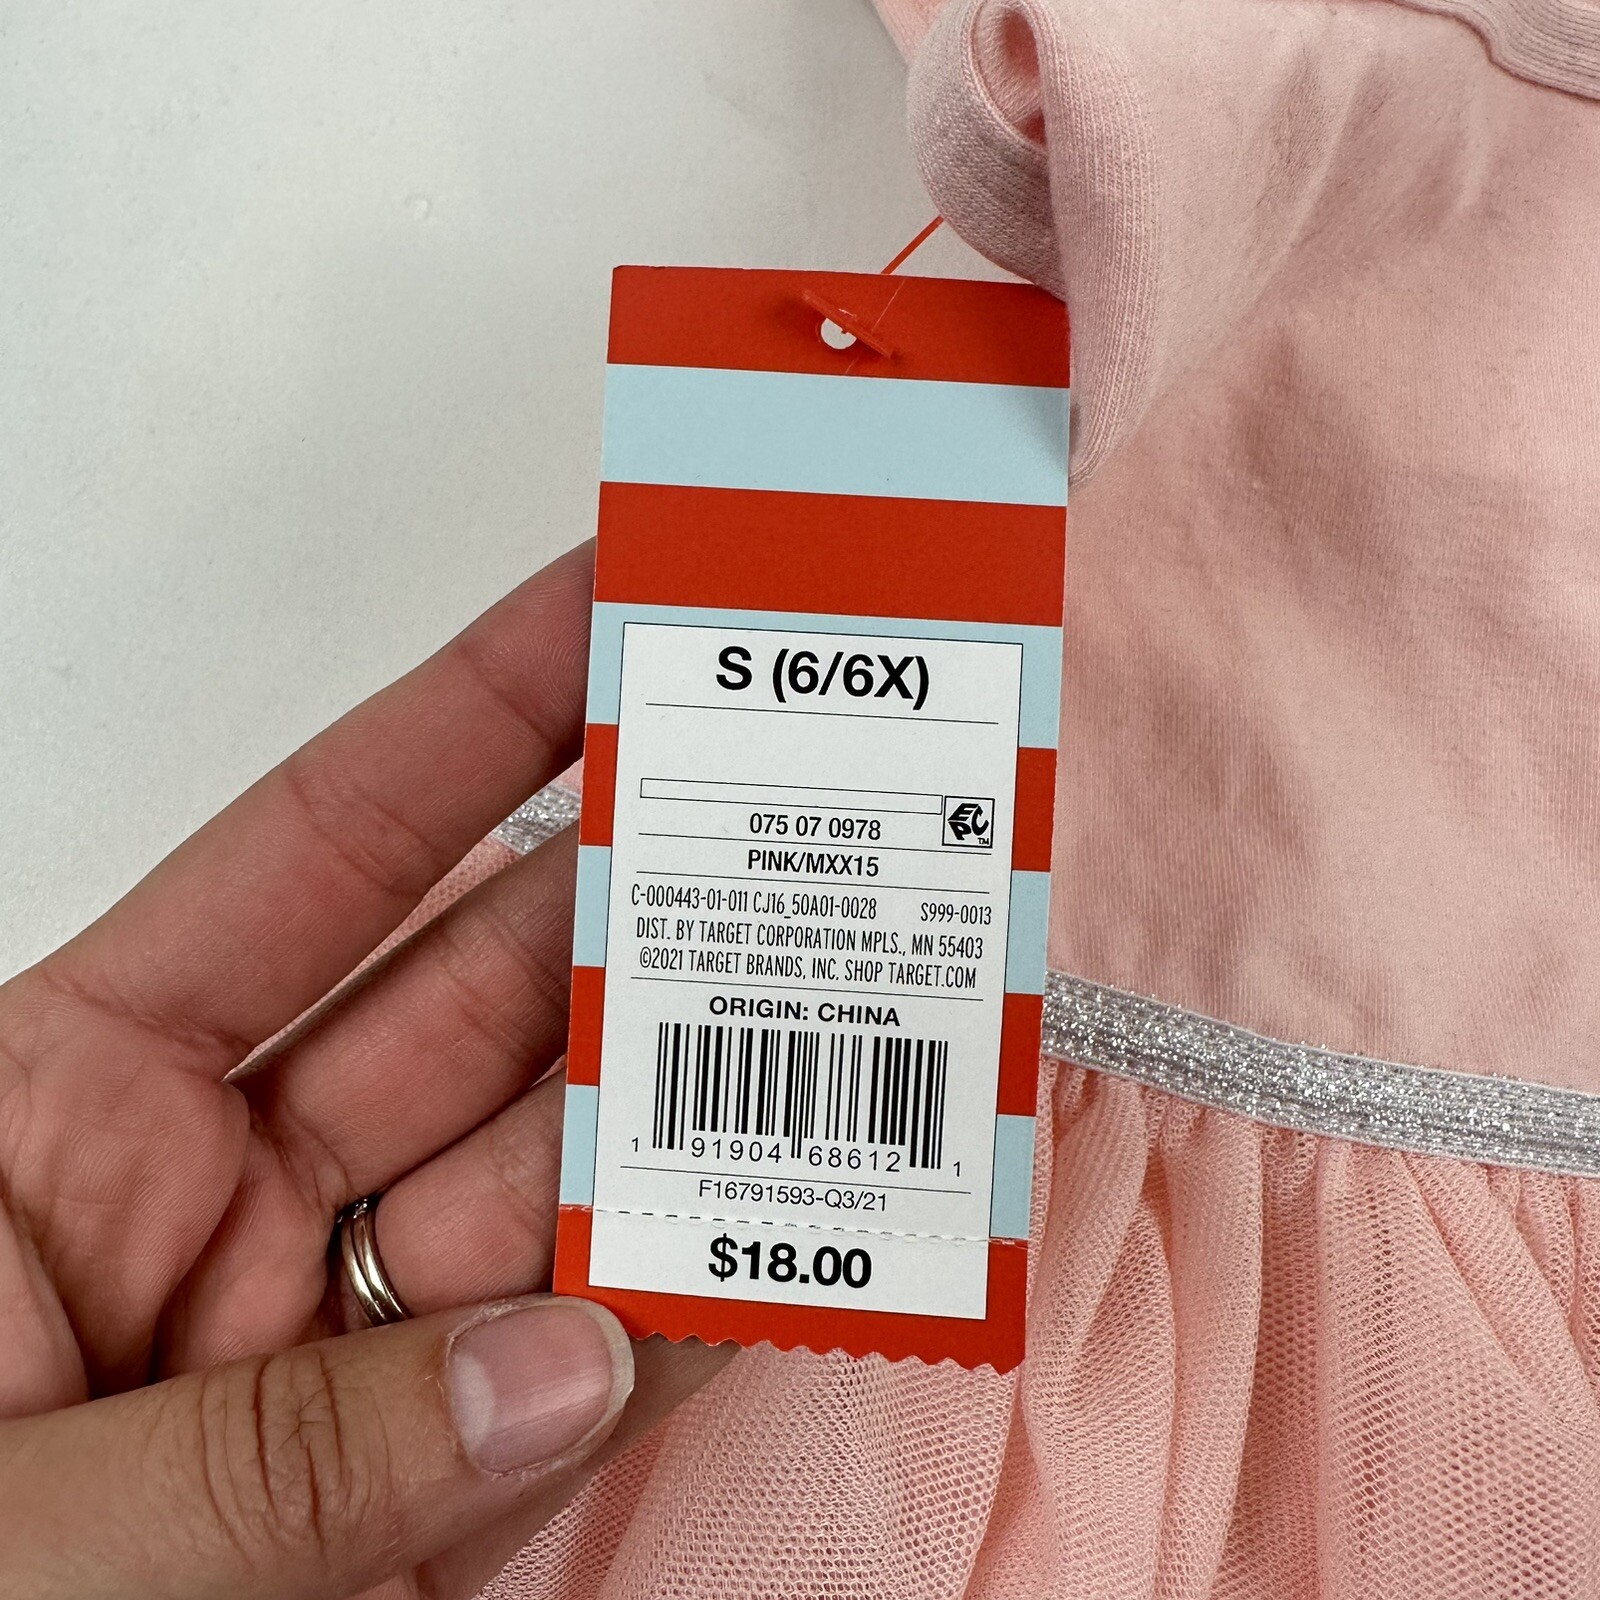 S (6/6X)
EPC TM
075 07 0978
PINK/MXX15
C-000443-01-011 CJ16_50A01-0028 S999-0013
DIST. BY TARGET CORPORATION MPLS., MN 55403
©2021 TARGET BRANDS, INC. SHOP TARGET.COM
ORIGIN: CHINA
1 91904 68612 1
F16791593-Q3/21
$18.00